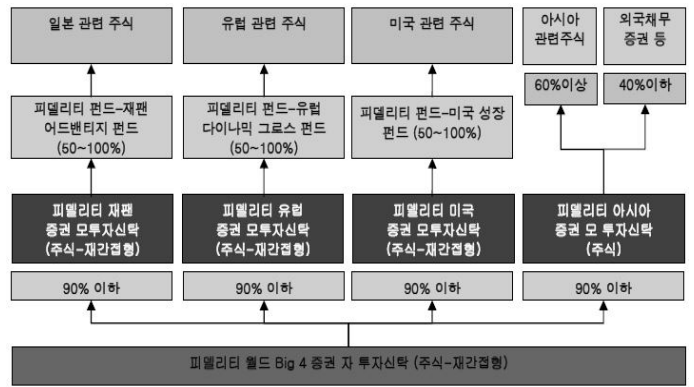 일본 관련 주식
유럽 관련 주식
미국 관련 주식
아시아
관련주식
외국채무
증권 등
60%이상
40%이하
피델리티 펀드-재팬
어드밴티지 펀드
(50~100%)
피델리티 펀드-유럽
다이나믹 그로스 펀드
(50~100%)
피델리티 펀드-미국 성장
펀드 (50~100%)
피델리티 재팬
증권 모투자신탁
(주식-재간접형)
피델리티 유럽
증권 모투자신탁
(주식-재간접형)
피델리티 미국
증권 모투자신탁
(주식-재간접형)
피델리티 아시아
증권 모 투자신탁
(주식)
90% 이하
90% 이하
90% 이하
90% 이하
피델리티 월드 Big 4 증권 자 투자신탁 (주식-재간접형)